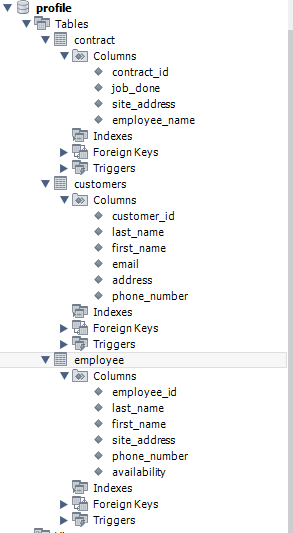 profile
Tables
contract
Columns
contract_id
job_done
site_address
employee_name
Indexes
Foreign Keys
Triggers
customers
Columns
customer_id
last_name
first_name
email
address
phone_number
Indexes
Foreign Keys
Triggers
employee
Columns
employee_id
last_name
first_name
site_address
phone_number
availability
Indexes
Foreign Keys
Triggers